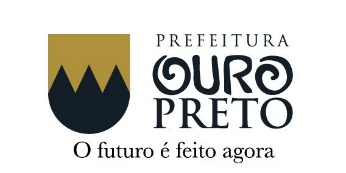 PREFEITURA
OURO
PRETO
O futuro é feito agora